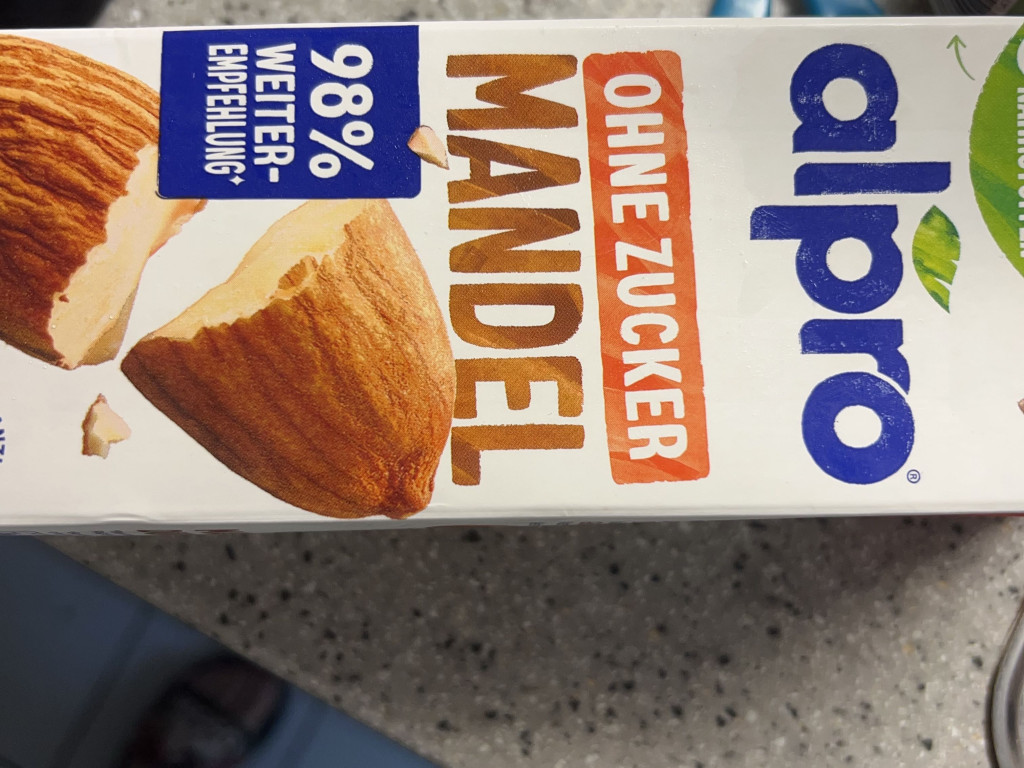 alpro®
OHNE ZUCKER
MANDEL
98%
WEITER-
EMPFEHLUNG